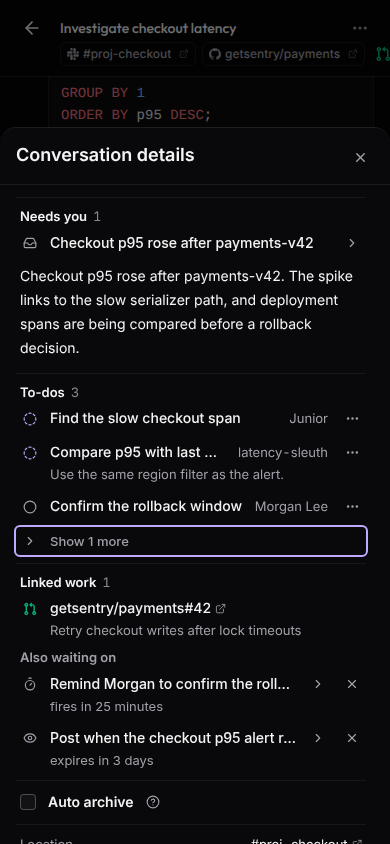 Investigate checkout latency
#proj-checkout
getsentry/payments
GROUP BY 1
ORDER BY p95 DESC;
Conversation details
Needs you 1
Checkout p95 rose after payments-v42
Checkout p95 rose after payments-v42. The spike
links to the slow serializer path, and deployment
spans are being compared before a rollback
decision.
To-dos 3
Find the slow checkout span Junior
Compare p95 with last ... latency-sleuth
Use the same region filter as the alert.
Confirm the rollback window Morgan Lee
Show 1 more
Linked work 1
getsentry/payments#42
Retry checkout writes after lock timeouts
Also waiting on
Remind Morgan to confirm the roll...
fires in 25 minutes
Post when the checkout p95 alert r...
expires in 3 days
Auto archive
Location #proj-checkout